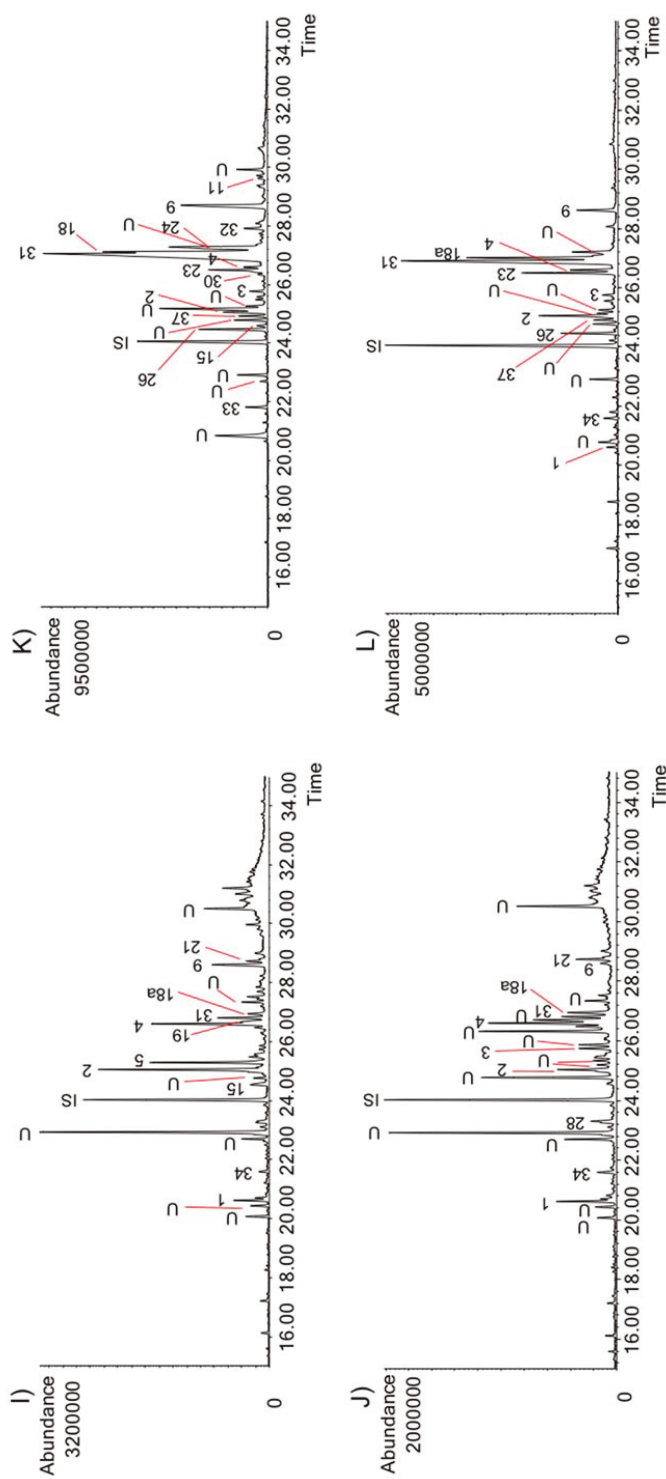 I)
Abundance
3200000
U
U
1
34
U
U
IS
15
U
2
5
19
4
31
18a
U
9
21
U
0
16.00 18.00 20.00 22.00 24.00 26.00 28.00 30.00 32.00 34.00
Time
K)
Abundance
9500000
U
33
U
U
IS
26
15
U
37
2
U
3
30
23
4
31
18
24
U
32
9
11
U
0
16.00 18.00 20.00 22.00 24.00 26.00 28.00 30.00 32.00 34.00
Time
J)
Abundance
2000000
U
U
1
34
U
U
28
IS
U
2
U
3
U
U
4
U
31
18a
U
9
21
U
0
16.00 18.00 20.00 22.00 24.00 26.00 28.00 30.00 32.00 34.00
Time
L)
Abundance
5000000
1
U
34
U
IS
26
U
37
2
U
U
3
23
4
31
18a
U
9
0
16.00 18.00 20.00 22.00 24.00 26.00 28.00 30.00 32.00 34.00
Time